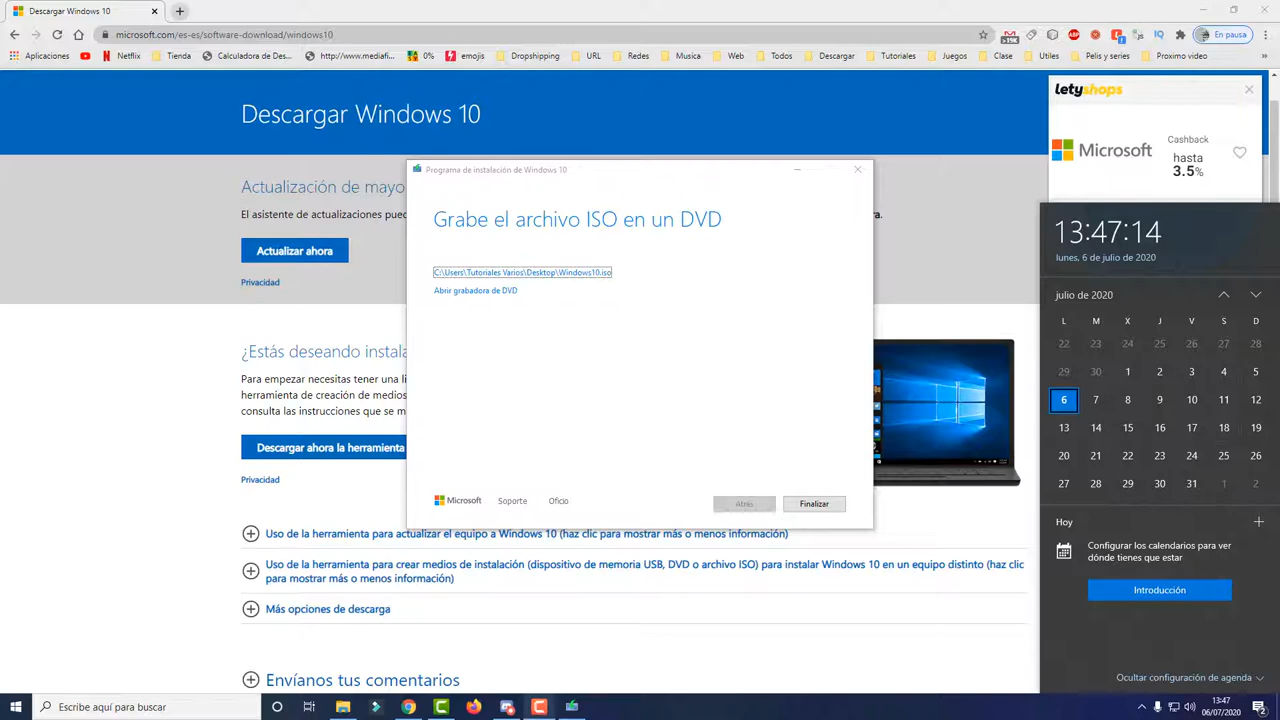 Descargar Windows 10
microsoft.com/es-es/software-download/windows10
>19K
En pausa
Aplicaciones
Netflix
Tienda
Calculadora de Des...
http://www.mediafi...
0%
emojis
Dropshipping
URL
Redes
Musica
Web
Todos
Descargar
Tutoriales
Juegos
Clase
Utiles
Pelis y series
Proximo video
Descargar Windows 10
letyshops
Microsoft
Cashback
hasta
3.5%
Actualización de mayo
El asistente de actualizaciones pued
a.
Actualizar ahora
Privacidad
Programa de instalación de Windows 10
Grabe el archivo ISO en un DVD
C:\Users\Tutoriales Varios\Desktop\Windows10.iso
Abrir grabadora de DVD
Microsoft
Soporte
Oficio
Atrás
Finalizar
¿Estás deseando instala
Para empezar necesitas tener una li
herramienta de creación de medios
consulta las instrucciones que se m
Descargar ahora la herramienta
Privacidad
Uso de la herramienta para actualizar el equipo a Windows 10 (haz clic para mostrar más o menos información)
Uso de la herramienta para crear medios de instalación (dispositivo de memoria USB, DVD o archivo ISO) para instalar Windows 10 en un equipo distinto (haz clic
para mostrar más o menos información)
Más opciones de descarga
Envíanos tus comentarios
13:47:14
lunes, 6 de julio de 2020
julio de 2020
L M X J V S D
22 23 24 25 26 27 28
29 30 1 2 3 4 5
6 7 8 9 10 11 12
13 14 15 16 17 18 19
20 21 22 23 24 25 26
27 28 29 30 31 1 2
Hoy
Configurar los calendarios para ver
dónde tienes que estar
Introducción
Ocultar configuración de agenda
Escribe aquí para buscar
13:47
06/07/2020